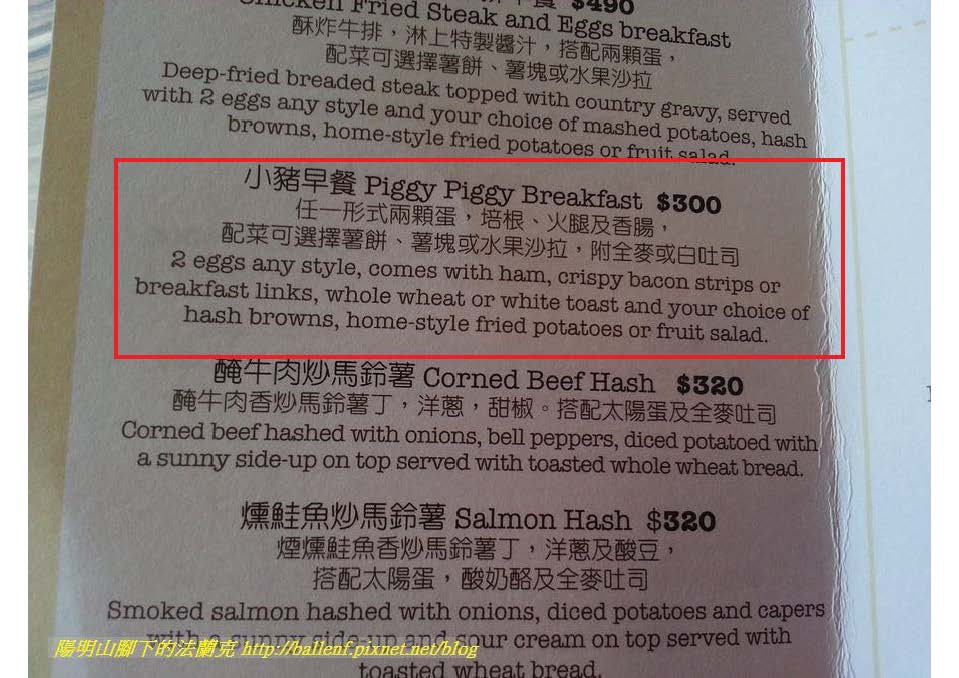 $490
Chicken Fried Steak and Eggs breakfast
酥炸牛排，淋上特製醬汁，搭配兩顆蛋，
配菜可選擇薯餅、薯塊或水果沙拉
Deep-fried breaded steak topped with country gravy, served
with 2 eggs any style and your choice of mashed potatoes, hash
browns, home-style fried potatoes or fruit salad.
小豬早餐 Piggy Piggy Breakfast $300
任一形式兩顆蛋，培根、火腿及香腸，
配菜可選擇薯餅、薯塊或水果沙拉，附全麥或白吐司
2 eggs any style, comes with ham, crispy bacon strips or
breakfast links, whole wheat or white toast and your choice of
hash browns, home-style fried potatoes or fruit salad.
醃牛肉炒馬鈴薯 Corned Beef Hash $320
醃牛肉香炒馬鈴薯丁，洋蔥，甜椒。搭配太陽蛋及全麥吐司
Corned beef hashed with onions, bell peppers, diced potatoed with
a sunny side-up on top served with toasted whole wheat bread.
燻鮭魚炒馬鈴薯 Salmon Hash $320
煙燻鮭魚香炒馬鈴薯丁，洋蔥及酸豆，
搭配太陽蛋，酸奶酪及全麥吐司
Smoked salmon hashed with onions, diced potatoes and capers
with a sunny side-up and sour cream on top served with
toasted wheat bread.
陽明山腳下的法蘭克 http://ballenf.pixnet.net/blog